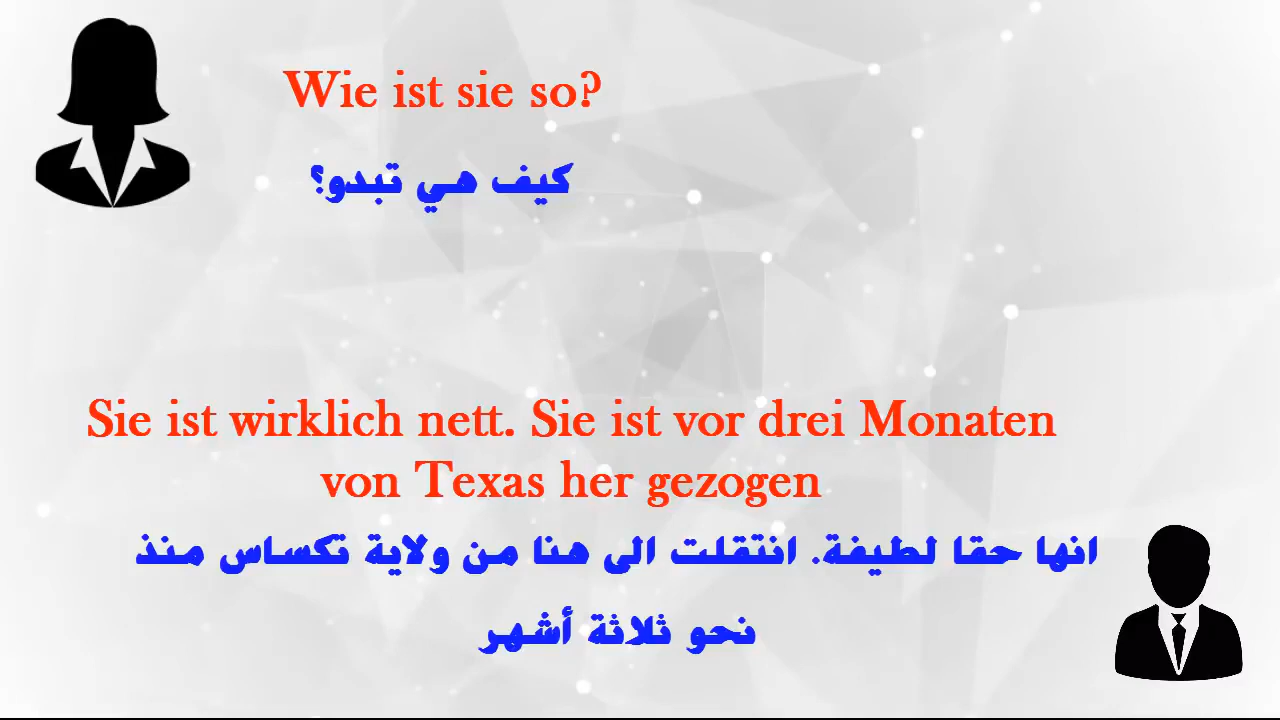 Wie ist sie so?
كيف هي تبدو؟
Sie ist wirklich nett. Sie ist vor drei Monaten
von Texas her gezogen
انها حقا لطيفة. انتقلت الى هنا من ولاية تكساس منذ
نحو ثلاثة أشهر